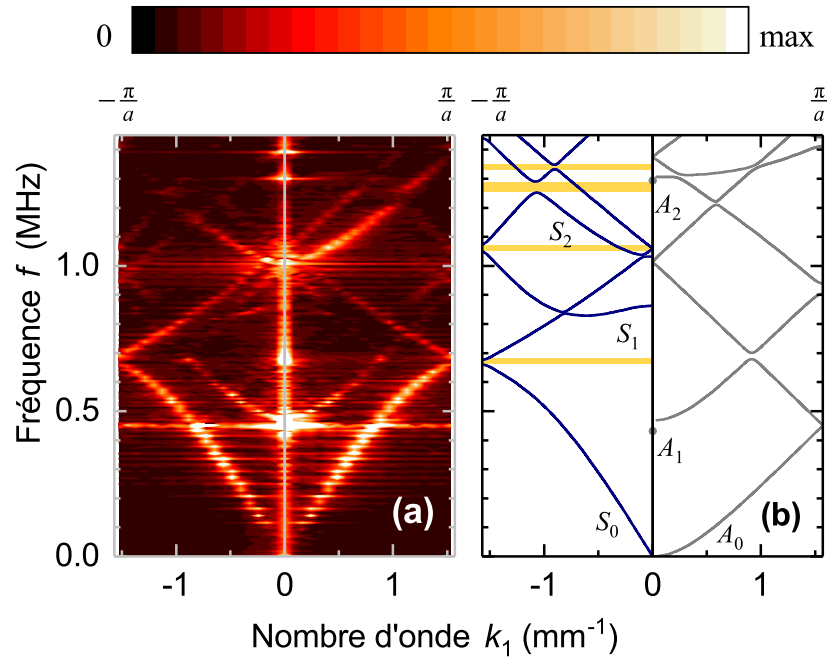 0 max
−π/a π/a −π/a π/a
Fréquence f (MHz)
1.0
0.5
0.0
(a)
-1 0 1
A₂
S₂
S₁
A₁
S₀
A₀
(b)
-1 0 1
Nombre d'onde k₁ (mm⁻¹)